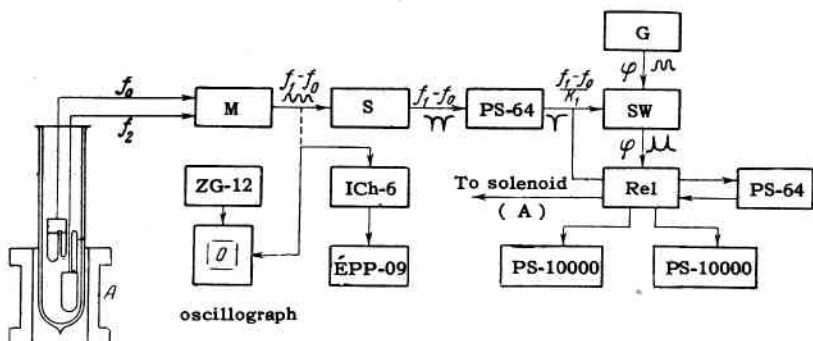 G
f₀
f₁-f₀
f₁-f₀
f₁-f₀
K₁
φ
M
S
PS-64
SW
f₂
φ
ZG-12
ICh-6
To solenoid
(A)
Rel
PS-64
O
ÉPP-09
PS-10000
PS-10000
A
oscillograph